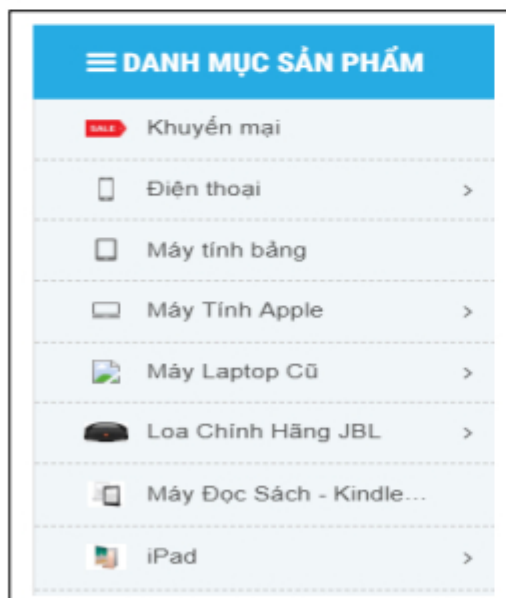 DANH MỤC SẢN PHẨM
SALE Khuyến mại
Điện thoại
Máy tính bảng
Máy Tính Apple
Máy Laptop Cũ
Loa Chính Hãng JBL
Máy Đọc Sách - Kindle...
iPad